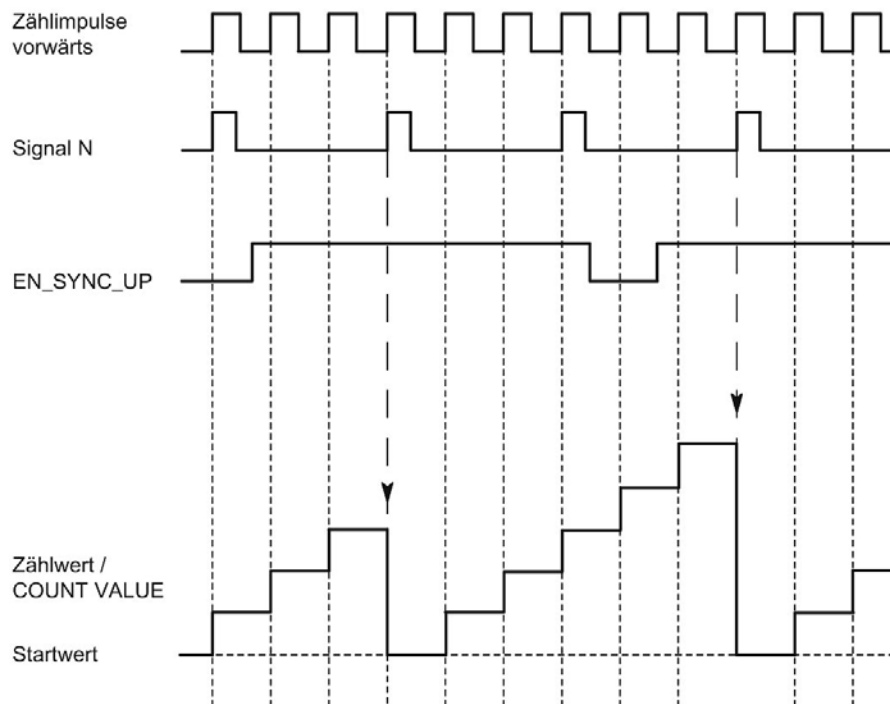 Zählimpulse
vorwärts
Signal N
EN_SYNC_UP
Zählwert /
COUNT VALUE
Startwert